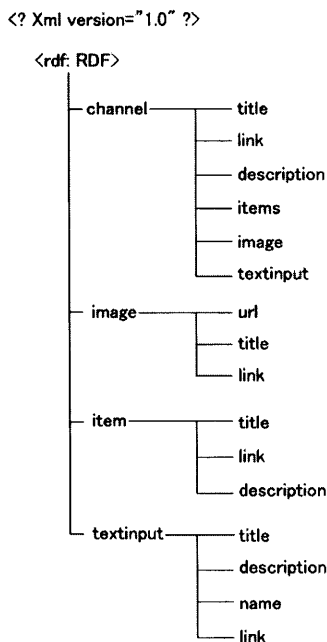 <? Xml version="1.0" ?>
<rdf: RDF>
channel
title
link
description
items
image
textinput
image
url
title
link
item
title
link
description
textinput
title
description
name
link